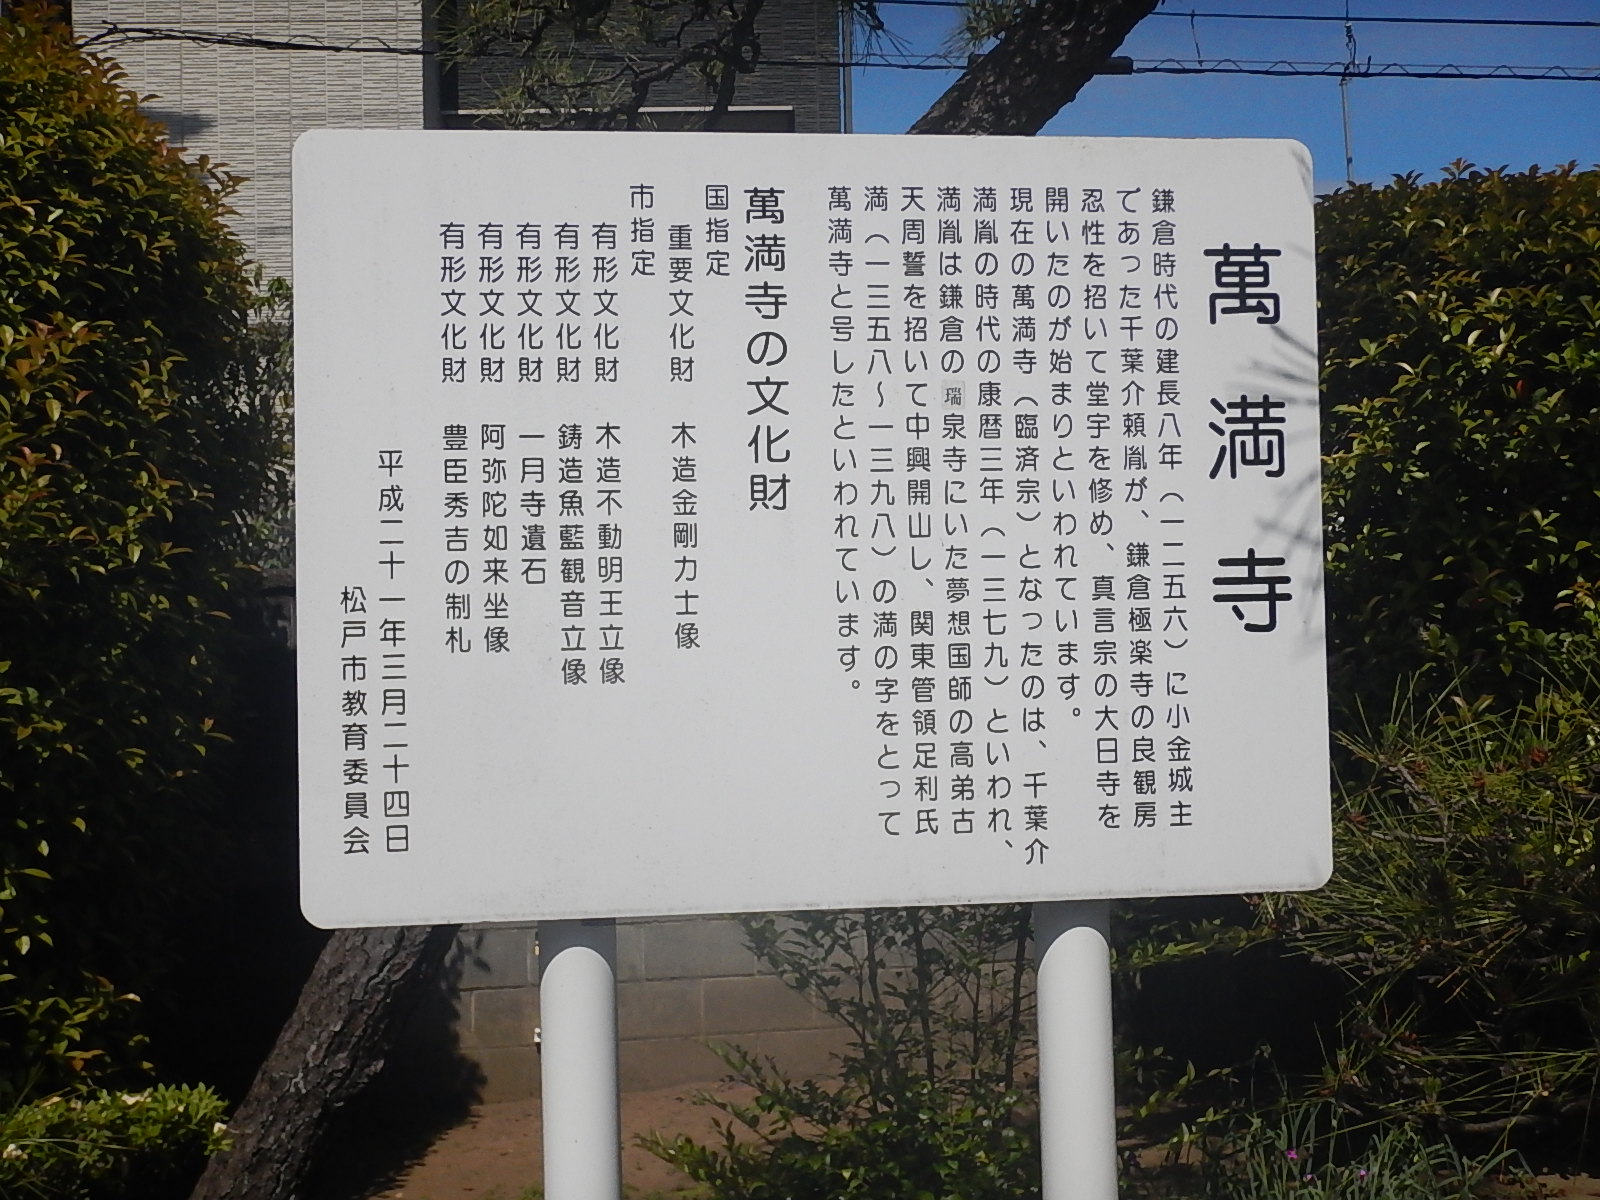 萬満寺
鎌倉時代の建長八年（一二五六）に小金城主
であった千葉介頼胤が、鎌倉極楽寺の良観房
忍性を招いて堂宇を修め、真言宗の大日寺を
開いたのが始まりといわれています。
現在の萬満寺（臨済宗）となったのは、千葉介
満胤の時代の康暦三年（一三七九）といわれ、
満胤は鎌倉の瑞泉寺にいた夢想国師の高弟古
天周誓を招いて中興開山し、関東管領足利氏
満（一三五八～一三九八）の満の字をとって
萬満寺と号したといわれています。
萬満寺の文化財
国指定
重要文化財　木造金剛力士像
市指定
有形文化財　木造不動明王立像
有形文化財　鋳造魚藍観音立像
有形文化財　一月寺遺石
有形文化財　阿弥陀如来坐像
有形文化財　豊臣秀吉の制札
平成二十一年三月二十四日
松戸市教育委員会